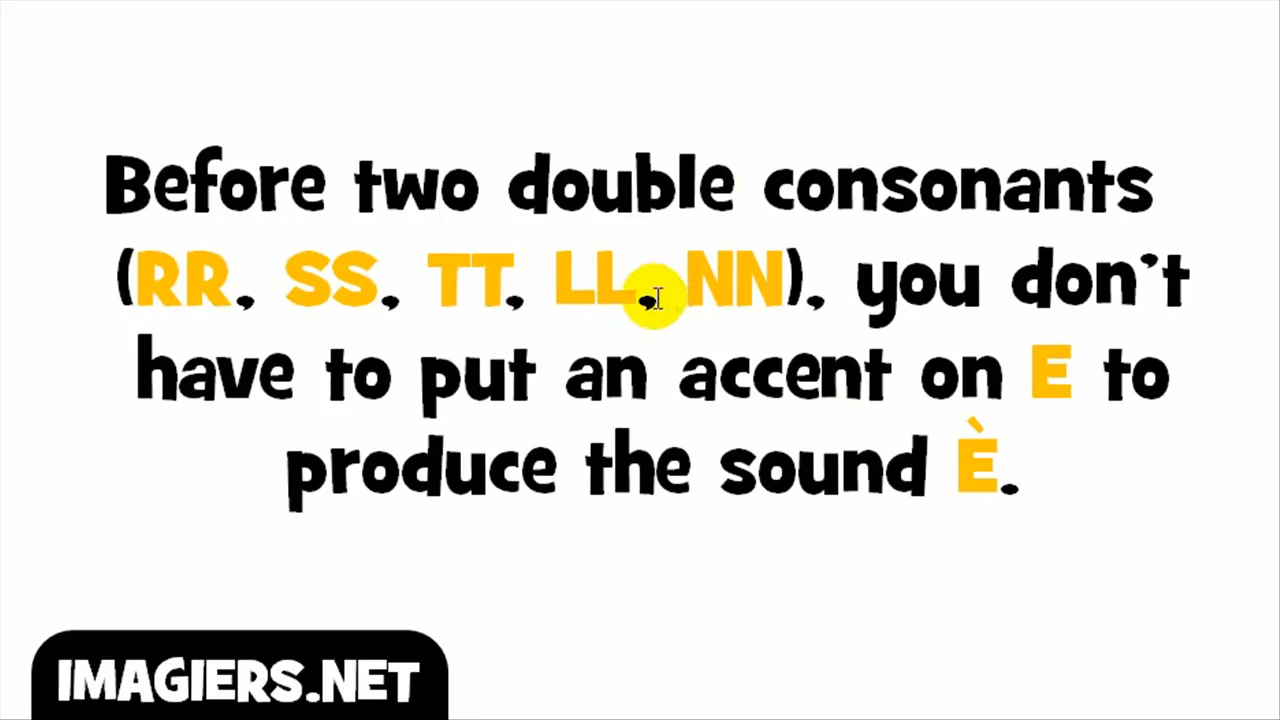 Before two double consonants
(RR, SS, TT, LL, NN), you don't
have to put an accent on E to
produce the sound È.
IMAGIERS.NET